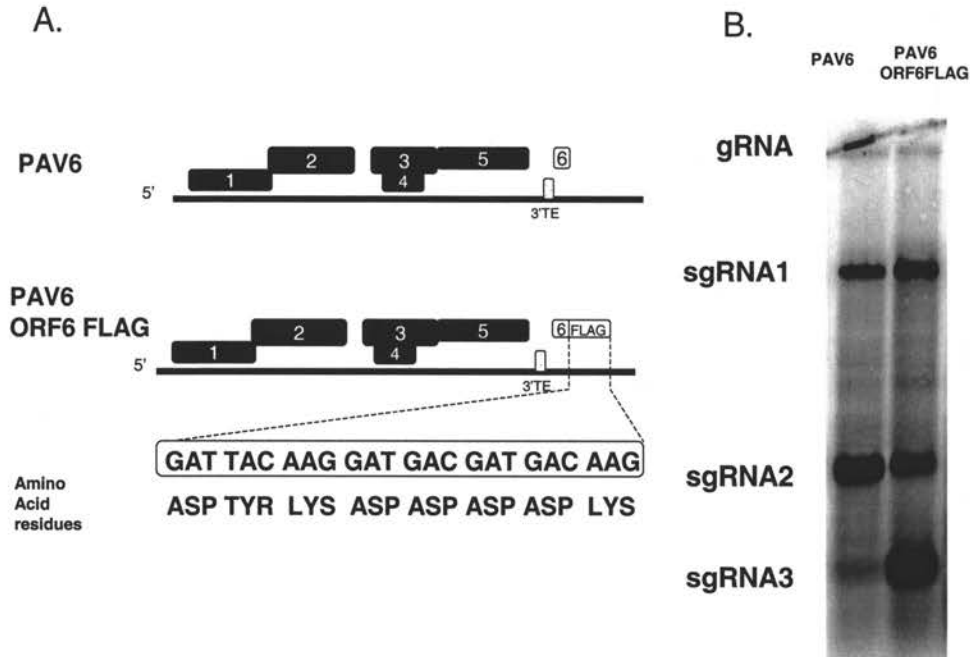 A.
PAV6
5'
1
2
3
4
5
6
3'TE
PAV6
ORF6 FLAG
5'
1
2
3
4
5
6 FLAG
3'TE
GAT TAC AAG GAT GAC GAT GAC AAG
Amino
Acid
residues
ASP TYR LYS ASP ASP ASP ASP LYS
B.
PAV6
PAV6
ORF6FLAG
gRNA
sgRNA1
sgRNA2
sgRNA3